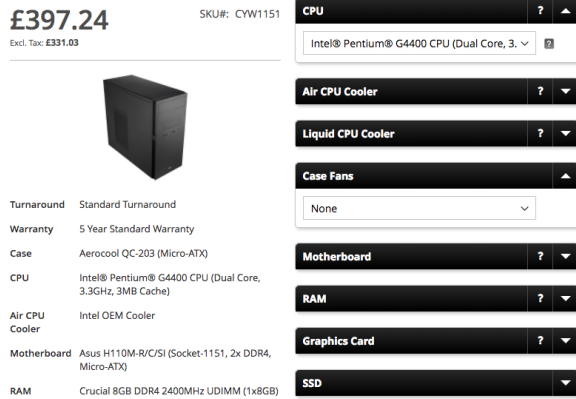 £397.24
SKU#: CYW1151
Excl. Tax: £331.03
Turnaround Standard Turnaround
Warranty 5 Year Standard Warranty
Case Aerocool QC-203 (Micro-ATX)
CPU Intel® Pentium® G4400 CPU (Dual Core,
3.3GHz, 3MB Cache)
Air CPU Intel OEM Cooler
Cooler
Motherboard Asus H110M-R/C/SI (Socket-1151, 2x DDR4,
Micro-ATX)
RAM Crucial 8GB DDR4 2400MHz UDIMM (1x8GB)
CPU ?
Intel® Pentium® G4400 CPU (Dual Core, 3. ?
Air CPU Cooler ?
Liquid CPU Cooler ?
Case Fans
None
Motherboard ?
RAM ?
Graphics Card ?
SSD ?